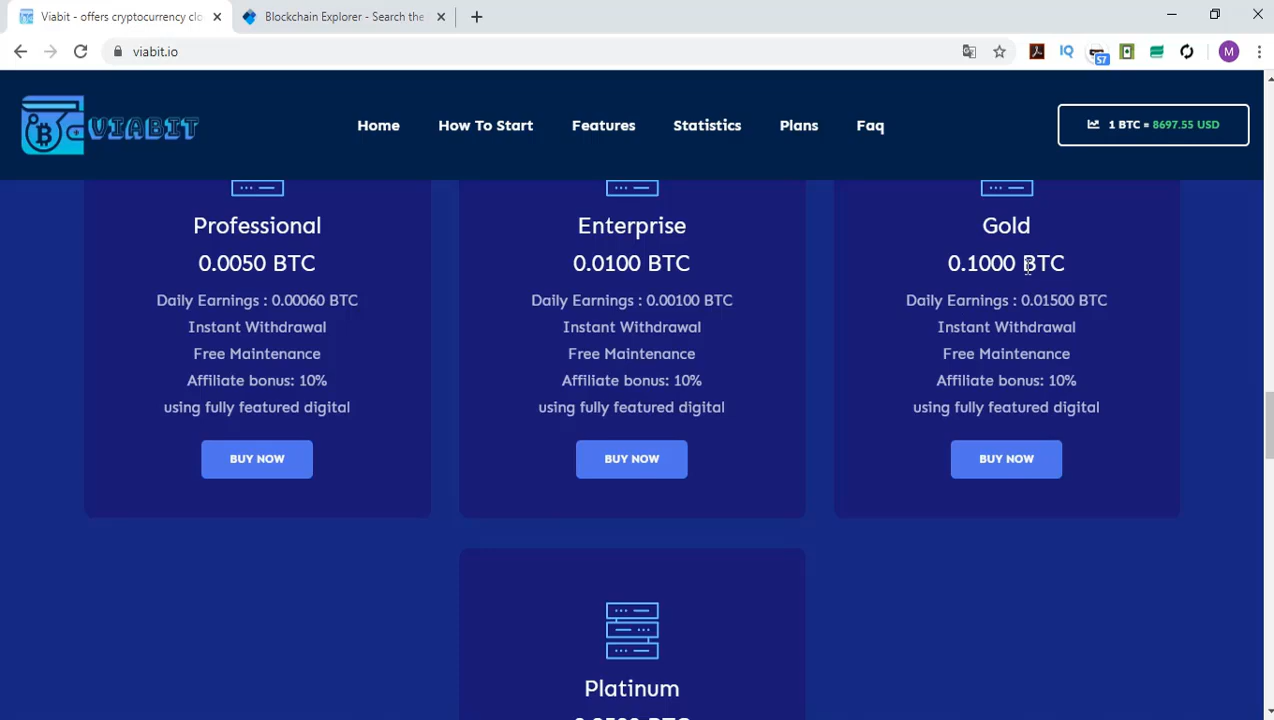 Viabit - offers cryptocurrency clo
Blockchain Explorer - Search the
viabit.io
IQ
57
M
VIABIT
Home
How To Start
Features
Statistics
Plans
Faq
1 BTC = 8697.55 USD
Professional
0.0050 BTC
Daily Earnings : 0.00060 BTC
Instant Withdrawal
Free Maintenance
Affiliate bonus: 10%
using fully featured digital
BUY NOW
Enterprise
0.0100 BTC
Daily Earnings : 0.00100 BTC
Instant Withdrawal
Free Maintenance
Affiliate bonus: 10%
using fully featured digital
BUY NOW
Gold
0.1000 BTC
Daily Earnings : 0.01500 BTC
Instant Withdrawal
Free Maintenance
Affiliate bonus: 10%
using fully featured digital
BUY NOW
Platinum